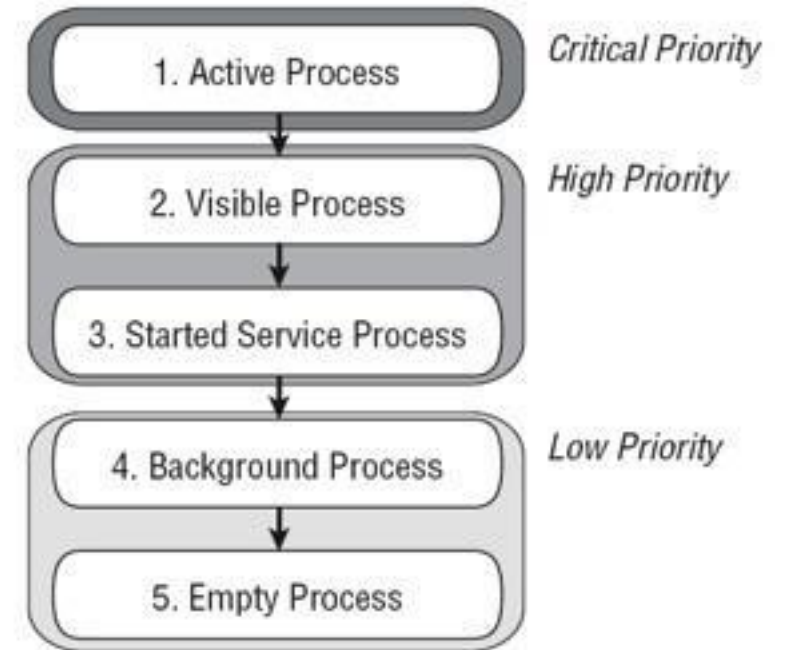 1. Active Process
Critical Priority
2. Visible Process
High Priority
3. Started Service Process
4. Background Process
Low Priority
5. Empty Process